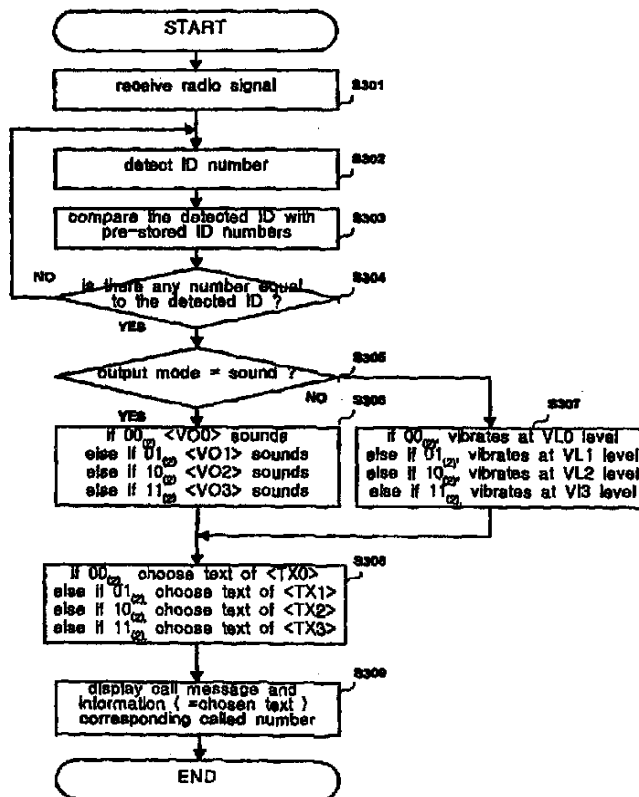 START
receive radio signal
S301
detect ID number
S302
compare the detected ID with
pre-stored ID numbers
S303
NO
is there any number equal
to the detected ID ?
S304
YES
output mode = sound ?
S305
NO
YES
S306
if 00(2), <VO0> sounds
else if 01(2), <VO1> sounds
else if 10(2), <VO2> sounds
else if 11(2), <VO3> sounds
S307
if 00(2), vibrates at VL0 level
else if 01(2), vibrates at VL1 level
else if 10(2), vibrates at VL2 level
else if 11(2), vibrates at Vl3 level
S308
if 00(2), choose text of <TX0>
else if 01(2), choose text of <TX1>
else if 10(2), choose text of <TX2>
else if 11(2), choose text of <TX3>
S309
display call message and
information ( =chosen text )
corresponding called number
END